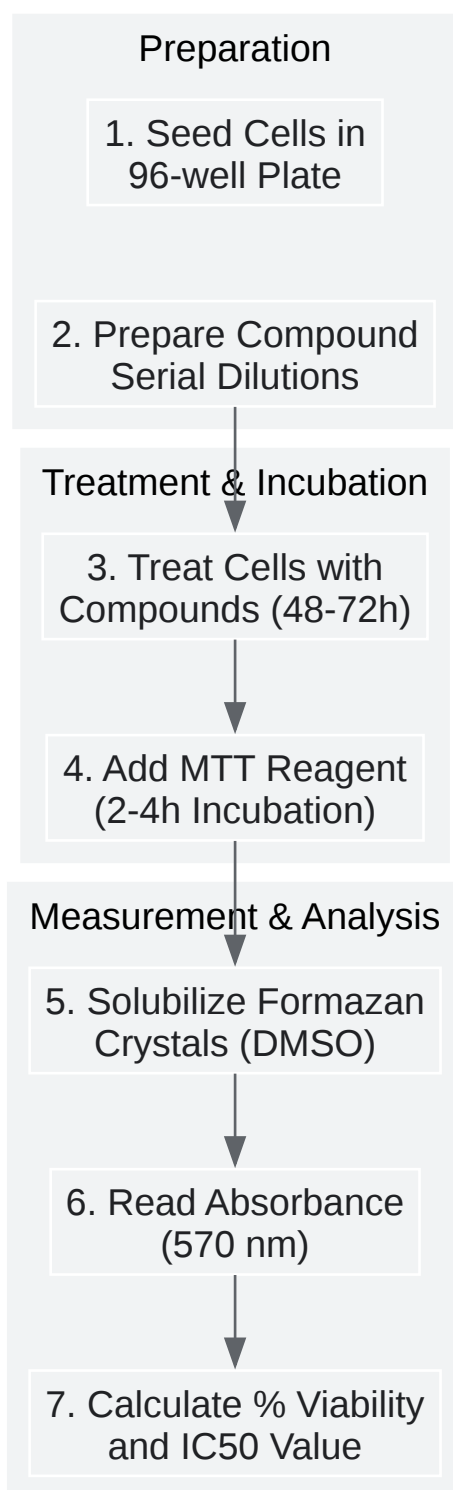 Preparation
1. Seed Cells in
96-well Plate
2. Prepare Compound
Serial Dilutions
Treatment & Incubation
3. Treat Cells with
Compounds (48-72h)
4. Add MTT Reagent
(2-4h Incubation)
Measurement & Analysis
5. Solubilize Formazan
Crystals (DMSO)
6. Read Absorbance
(570 nm)
7. Calculate % Viability
and IC50 Value